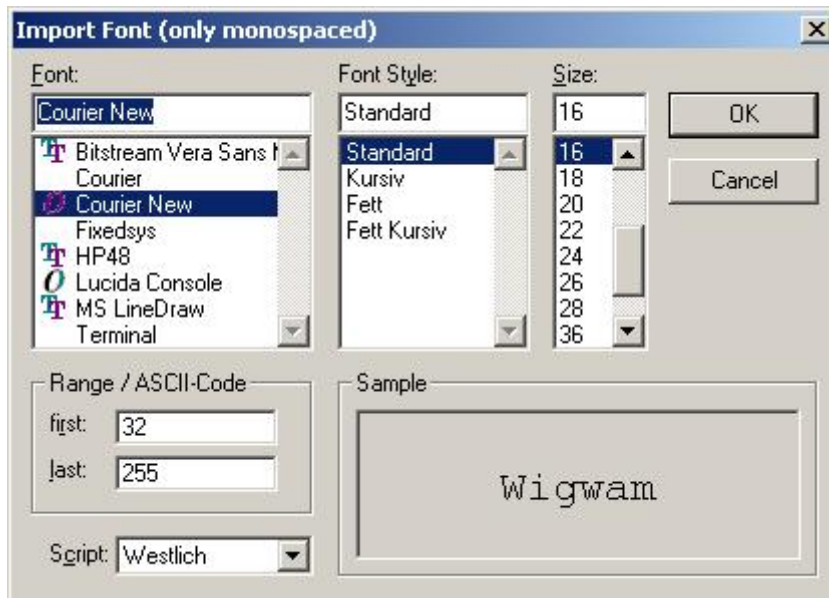 Import Font (only monospaced)
Font:
Courier New
Bitstream Vera Sans
Courier
Courier New
Fixedsys
HP48
Lucida Console
MS LineDraw
Terminal
Font Style:
Standard
Standard
Kursiv
Fett
Fett Kursiv
Size:
16
16
18
20
22
24
26
28
36
OK
Cancel
Range / ASCII-Code
first: 32
last: 255
Script: Westlich
Sample
Wigwam